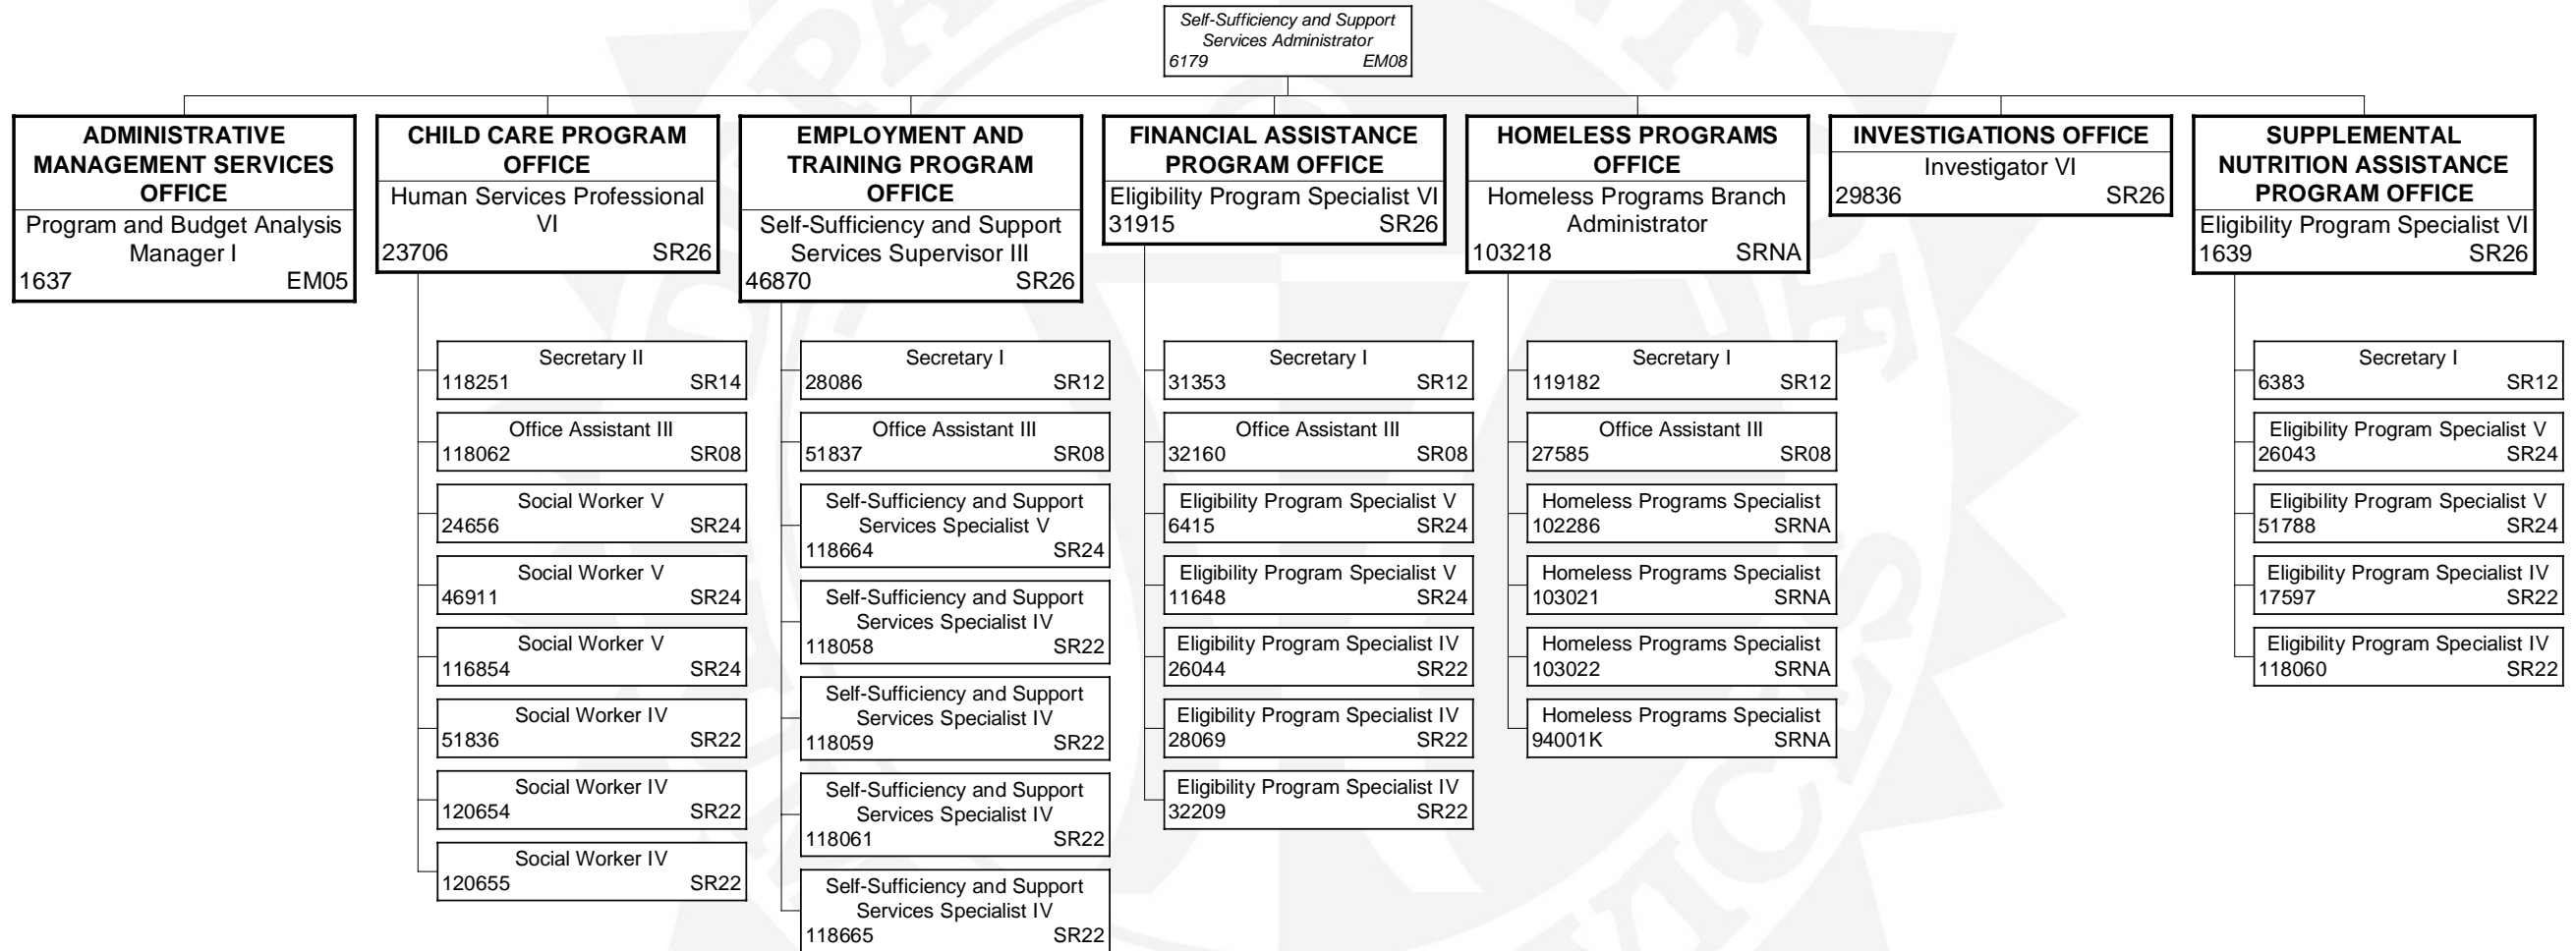 Self-Sufficiency and Support
Services Administrator
6179 EM08
ADMINISTRATIVE
MANAGEMENT SERVICES
OFFICE
Program and Budget Analysis
Manager I
1637 EM05
CHILD CARE PROGRAM
OFFICE
Human Services Professional
VI
23706 SR26
Secretary II
118251 SR14
Office Assistant III
118062 SR08
Social Worker V
24656 SR24
Social Worker V
46911 SR24
Social Worker V
116854 SR24
Social Worker IV
51836 SR22
Social Worker IV
120654 SR22
Social Worker IV
120655 SR22
EMPLOYMENT AND
TRAINING PROGRAM
OFFICE
Self-Sufficiency and Support
Services Supervisor III
46870 SR26
Secretary I
28086 SR12
Office Assistant III
51837 SR08
Self-Sufficiency and Support
Services Specialist V
118664 SR24
Self-Sufficiency and Support
Services Specialist IV
118058 SR22
Self-Sufficiency and Support
Services Specialist IV
118059 SR22
Self-Sufficiency and Support
Services Specialist IV
118061 SR22
Self-Sufficiency and Support
Services Specialist IV
118665 SR22
FINANCIAL ASSISTANCE
PROGRAM OFFICE
Eligibility Program Specialist VI
31915 SR26
Secretary I
31353 SR12
Office Assistant III
32160 SR08
Eligibility Program Specialist V
6415 SR24
Eligibility Program Specialist V
11648 SR24
Eligibility Program Specialist IV
26044 SR22
Eligibility Program Specialist IV
28069 SR22
Eligibility Program Specialist IV
32209 SR22
HOMELESS PROGRAMS
OFFICE
Homeless Programs Branch
Administrator
103218 SRNA
Secretary I
119182 SR12
Office Assistant III
27585 SR08
Homeless Programs Specialist
102286 SRNA
Homeless Programs Specialist
103021 SRNA
Homeless Programs Specialist
103022 SRNA
Homeless Programs Specialist
94001K SRNA
INVESTIGATIONS OFFICE
Investigator VI
29836 SR26
SUPPLEMENTAL
NUTRITION ASSISTANCE
PROGRAM OFFICE
Eligibility Program Specialist VI
1639 SR26
Secretary I
6383 SR12
Eligibility Program Specialist V
26043 SR24
Eligibility Program Specialist V
51788 SR24
Eligibility Program Specialist IV
17597 SR22
Eligibility Program Specialist IV
118060 SR22